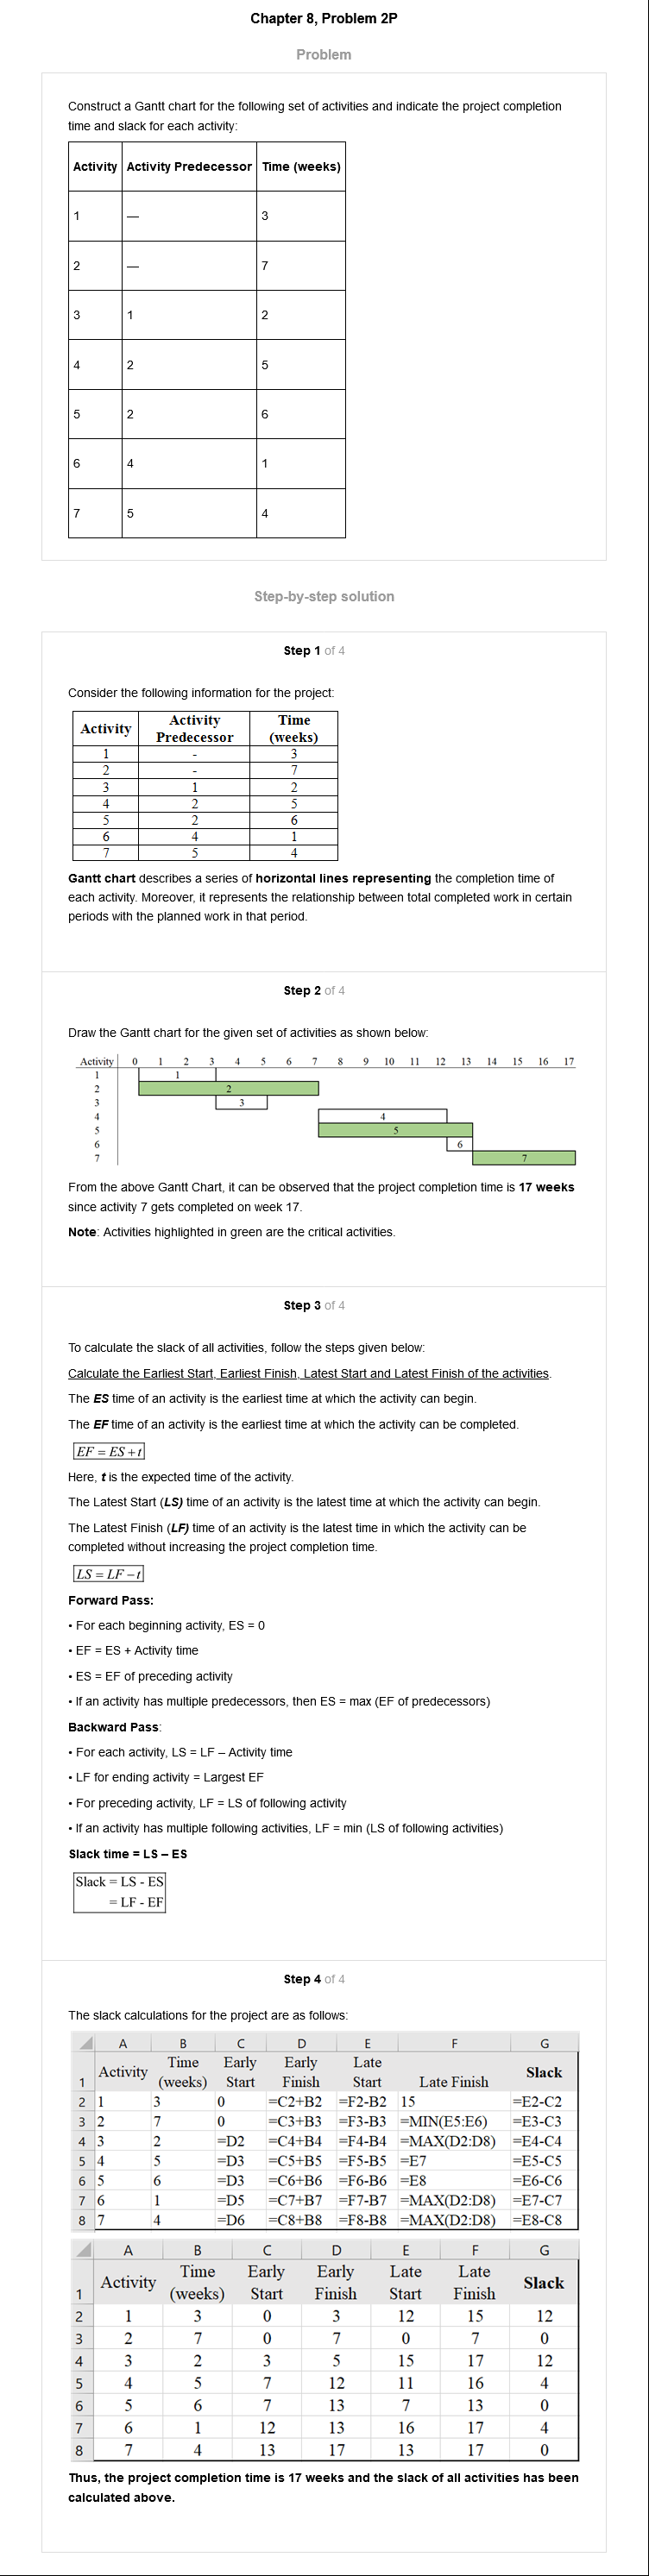 Chapter 8, Problem 2P
Problem
Construct a Gantt chart for the following set of activities and indicate the project completion
time and slack for each activity:
Activity Activity Predecessor Time (weeks)
1 — 3
2 — 7
3 1 2
4 2 5
5 2 6
6 4 1
7 5 4
Step-by-step solution
Step 1 of 4
Consider the following information for the project:
Activity Activity Predecessor Time (weeks)
1 - 3
2 - 7
3 1 2
4 2 5
5 2 6
6 4 1
7 5 4
Gantt chart describes a series of horizontal lines representing the completion time of
each activity. Moreover, it represents the relationship between total completed work in certain
periods with the planned work in that period.
Step 2 of 4
Draw the Gantt chart for the given set of activities as shown below:
Activity 0 1 2 3 4 5 6 7 8 9 10 11 12 13 14 15 16 17
1 1
2 2
3 3
4 4
5 5
6 6
7 7
From the above Gantt Chart, it can be observed that the project completion time is 17 weeks
since activity 7 gets completed on week 17.
Note: Activities highlighted in green are the critical activities.
Step 3 of 4
To calculate the slack of all activities, follow the steps given below:
Calculate the Earliest Start, Earliest Finish, Latest Start and Latest Finish of the activities.
The ES time of an activity is the earliest time at which the activity can begin.
The EF time of an activity is the earliest time at which the activity can be completed.
EF = ES + t
Here, t is the expected time of the activity.
The Latest Start (LS) time of an activity is the latest time at which the activity can begin.
The Latest Finish (LF) time of an activity is the latest time in which the activity can be
completed without increasing the project completion time.
LS = LF – t
Forward Pass:
• For each beginning activity, ES = 0
• EF = ES + Activity time
• ES = EF of preceding activity
• If an activity has multiple predecessors, then ES = max (EF of predecessors)
Backward Pass:
• For each activity, LS = LF – Activity time
• LF for ending activity = Largest EF
• For preceding activity, LF = LS of following activity
• If an activity has multiple following activities, LF = min (LS of following activities)
Slack time = LS – ES
Slack = LS - ES
= LF - EF
Step 4 of 4
The slack calculations for the project are as follows:
A B C D E F G
1 Activity Time (weeks) Early Start Early Finish Late Start Late Finish Slack
2 1 3 0 =C2+B2 =F2-B2 15 =E2-C2
3 2 7 0 =C3+B3 =F3-B3 =MIN(E5:E6) =E3-C3
4 3 2 =D2 =C4+B4 =F4-B4 =MAX(D2:D8) =E4-C4
5 4 5 =D3 =C5+B5 =F5-B5 =E7 =E5-C5
6 5 6 =D3 =C6+B6 =F6-B6 =E8 =E6-C6
7 6 1 =D5 =C7+B7 =F7-B7 =MAX(D2:D8) =E7-C7
8 7 4 =D6 =C8+B8 =F8-B8 =MAX(D2:D8) =E8-C8
A B C D E F G
1 Activity Time (weeks) Early Start Early Finish Late Start Late Finish Slack
2 1 3 0 3 12 15 12
3 2 7 0 7 0 7 0
4 3 2 3 5 15 17 12
5 4 5 7 12 11 16 4
6 5 6 7 13 7 13 0
7 6 1 12 13 16 17 4
8 7 4 13 17 13 17 0
Thus, the project completion time is 17 weeks and the slack of all activities has been
calculated above.